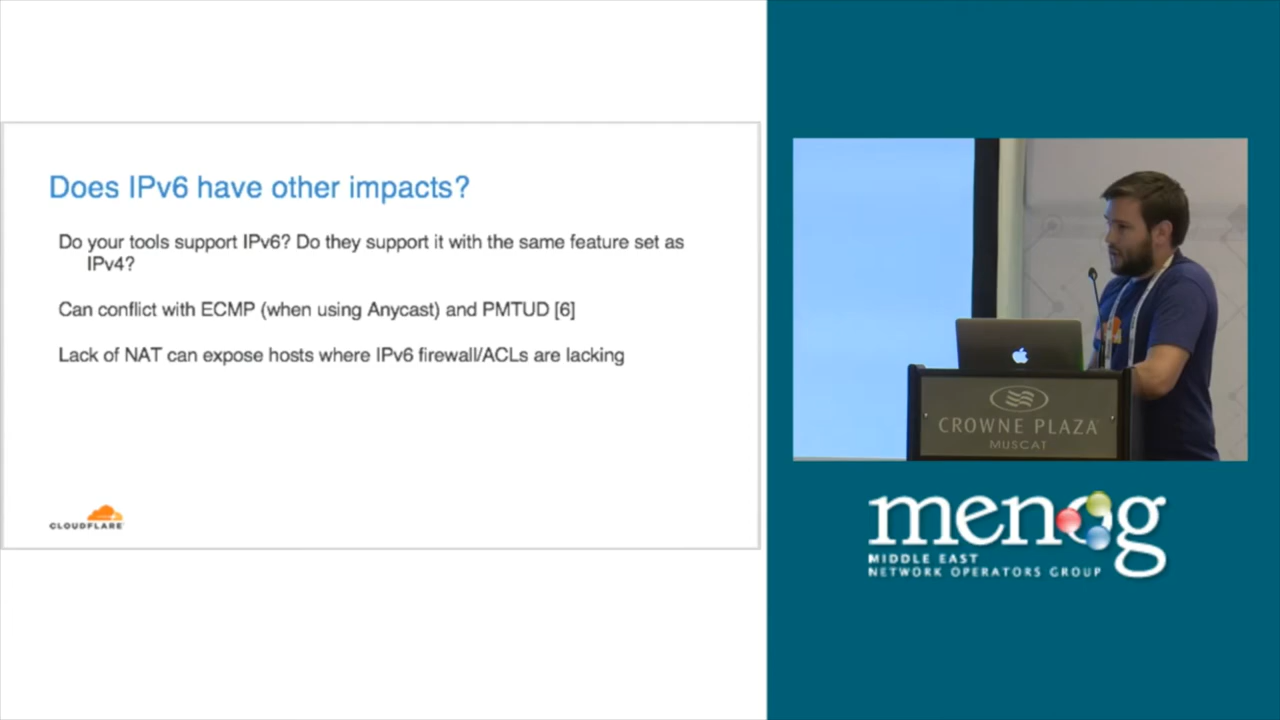 Does IPv6 have other impacts?
Do your tools support IPv6? Do they support it with the same feature set as
IPv4?
Can conflict with ECMP (when using Anycast) and PMTUD [6]
Lack of NAT can expose hosts where IPv6 firewall/ACLs are lacking
CLOUDFLARE
CROWNE PLAZA
MUSCAT
menog
MIDDLE EAST
NETWORK OPERATORS GROUP